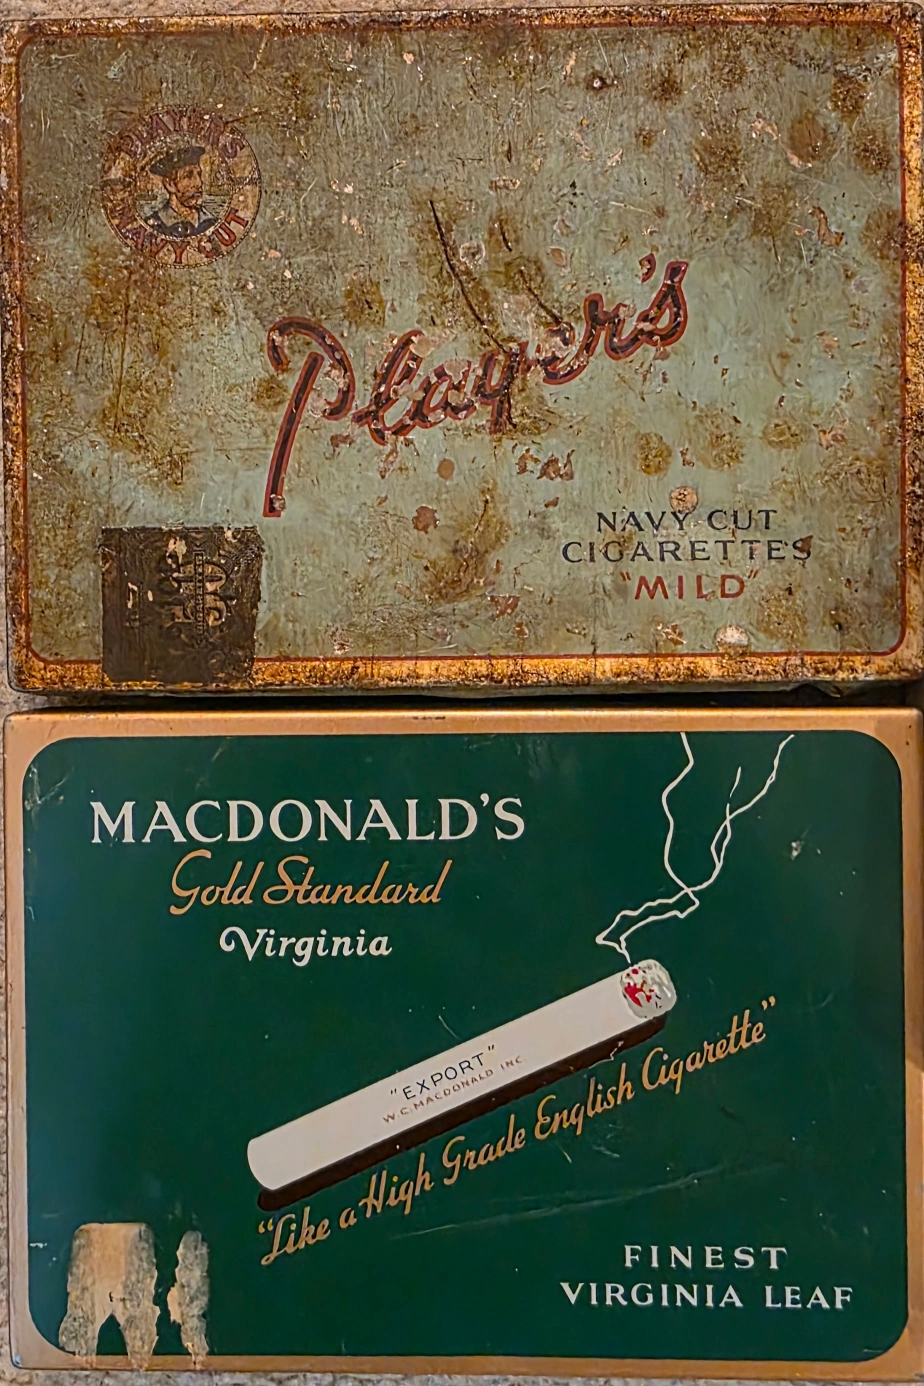 PLAYER'S
NAVY CUT
Player's
NAVY CUT
CIGARETTES
"MILD"
MACDONALD'S
Gold Standard
Virginia
"EXPORT"
W.C. MACDONALD INC.
"Like a High Grade English Cigarette"
FINEST
VIRGINIA LEAF